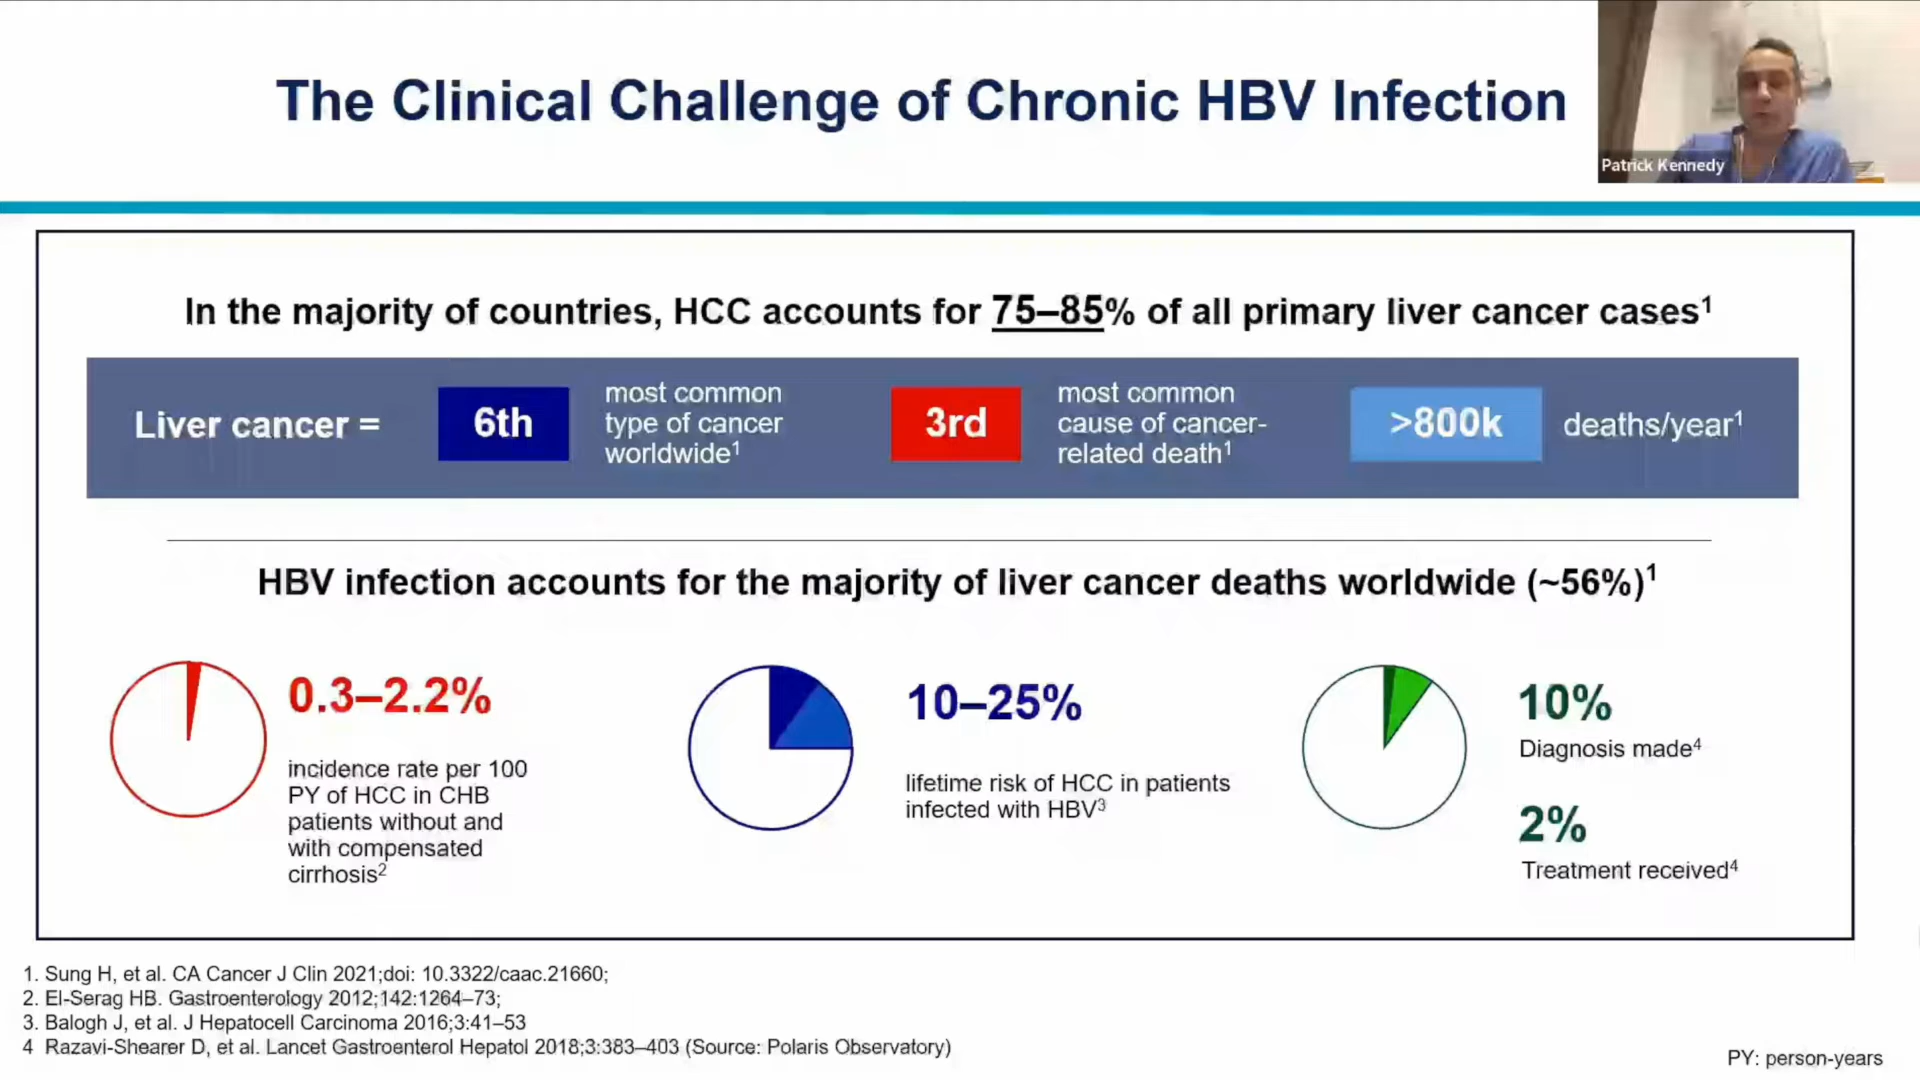 The Clinical Challenge of Chronic HBV Infection
Patrick Kennedy
In the majority of countries, HCC accounts for 75–85% of all primary liver cancer cases¹
Liver cancer =
6th
most common
type of cancer
worldwide¹
3rd
most common
cause of cancer-
related death¹
>800k
deaths/year¹
HBV infection accounts for the majority of liver cancer deaths worldwide (~56%)¹
0.3–2.2%
incidence rate per 100
PY of HCC in CHB
patients without and
with compensated
cirrhosis²
10–25%
lifetime risk of HCC in patients
infected with HBV³
10%
Diagnosis made⁴
2%
Treatment received⁴
1. Sung H, et al. CA Cancer J Clin 2021;doi: 10.3322/caac.21660;
2. El-Serag HB. Gastroenterology 2012;142:1264–73;
3. Balogh J, et al. J Hepatocell Carcinoma 2016;3:41–53
4 Razavi-Shearer D, et al. Lancet Gastroenterol Hepatol 2018;3:383–403 (Source: Polaris Observatory)
PY: person-years